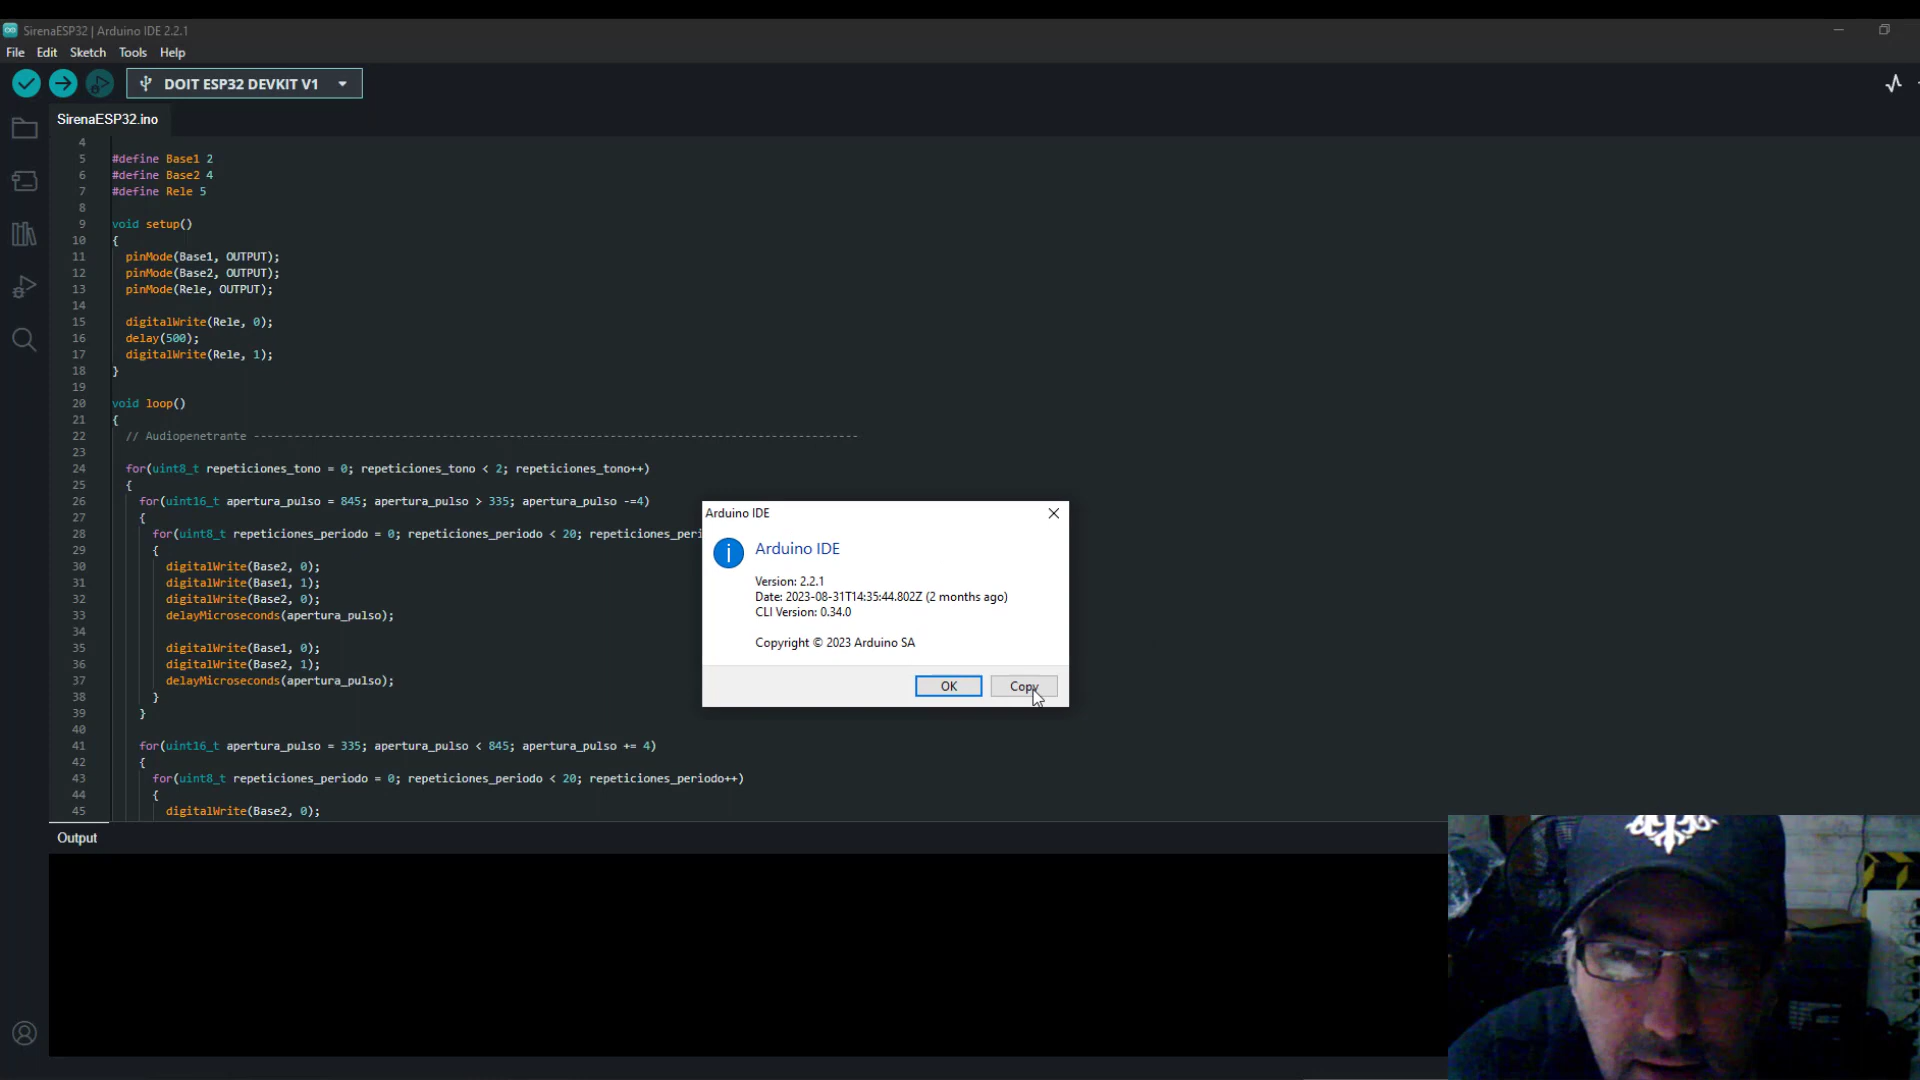 SirenaESP32 | Arduino IDE 2.2.1
File Edit Sketch Tools Help
DOIT ESP32 DEVKIT V1
SirenaESP32.ino
4
5 #define Base1 2
6 #define Base2 4
7 #define Rele 5
8
9 void setup()
10 {
11 pinMode(Base1, OUTPUT);
12 pinMode(Base2, OUTPUT);
13 pinMode(Rele, OUTPUT);
14
15 digitalWrite(Rele, 0);
16 delay(500);
17 digitalWrite(Rele, 1);
18 }
19
20 void loop()
21 {
22 // Audiopenetrante ------------------------------------------------------------------------------------------
23
24 for(uint8_t repeticiones_tono = 0; repeticiones_tono < 2; repeticiones_tono++)
25 {
26 for(uint16_t apertura_pulso = 845; apertura_pulso > 335; apertura_pulso -=4)
27 {
28 for(uint8_t repeticiones_periodo = 0; repeticiones_periodo < 20; repeticiones_peri
29 {
30 digitalWrite(Base2, 0);
31 digitalWrite(Base1, 1);
32 digitalWrite(Base2, 0);
33 delayMicroseconds(apertura_pulso);
34
35 digitalWrite(Base1, 0);
36 digitalWrite(Base2, 1);
37 delayMicroseconds(apertura_pulso);
38 }
39 }
40
41 for(uint16_t apertura_pulso = 335; apertura_pulso < 845; apertura_pulso += 4)
42 {
43 for(uint8_t repeticiones_periodo = 0; repeticiones_periodo < 20; repeticiones_periodo++)
44 {
45 digitalWrite(Base2, 0);
Arduino IDE
Arduino IDE
Version: 2.2.1
Date: 2023-08-31T14:35:44.802Z (2 months ago)
CLI Version: 0.34.0
Copyright © 2023 Arduino SA
OK Copy
Output